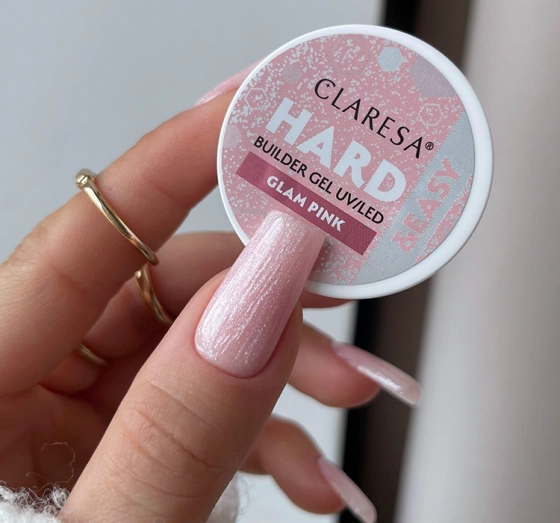 CLARESA®
HARD
&EASY
BUILDER GEL UV/LED
GLAM PINK